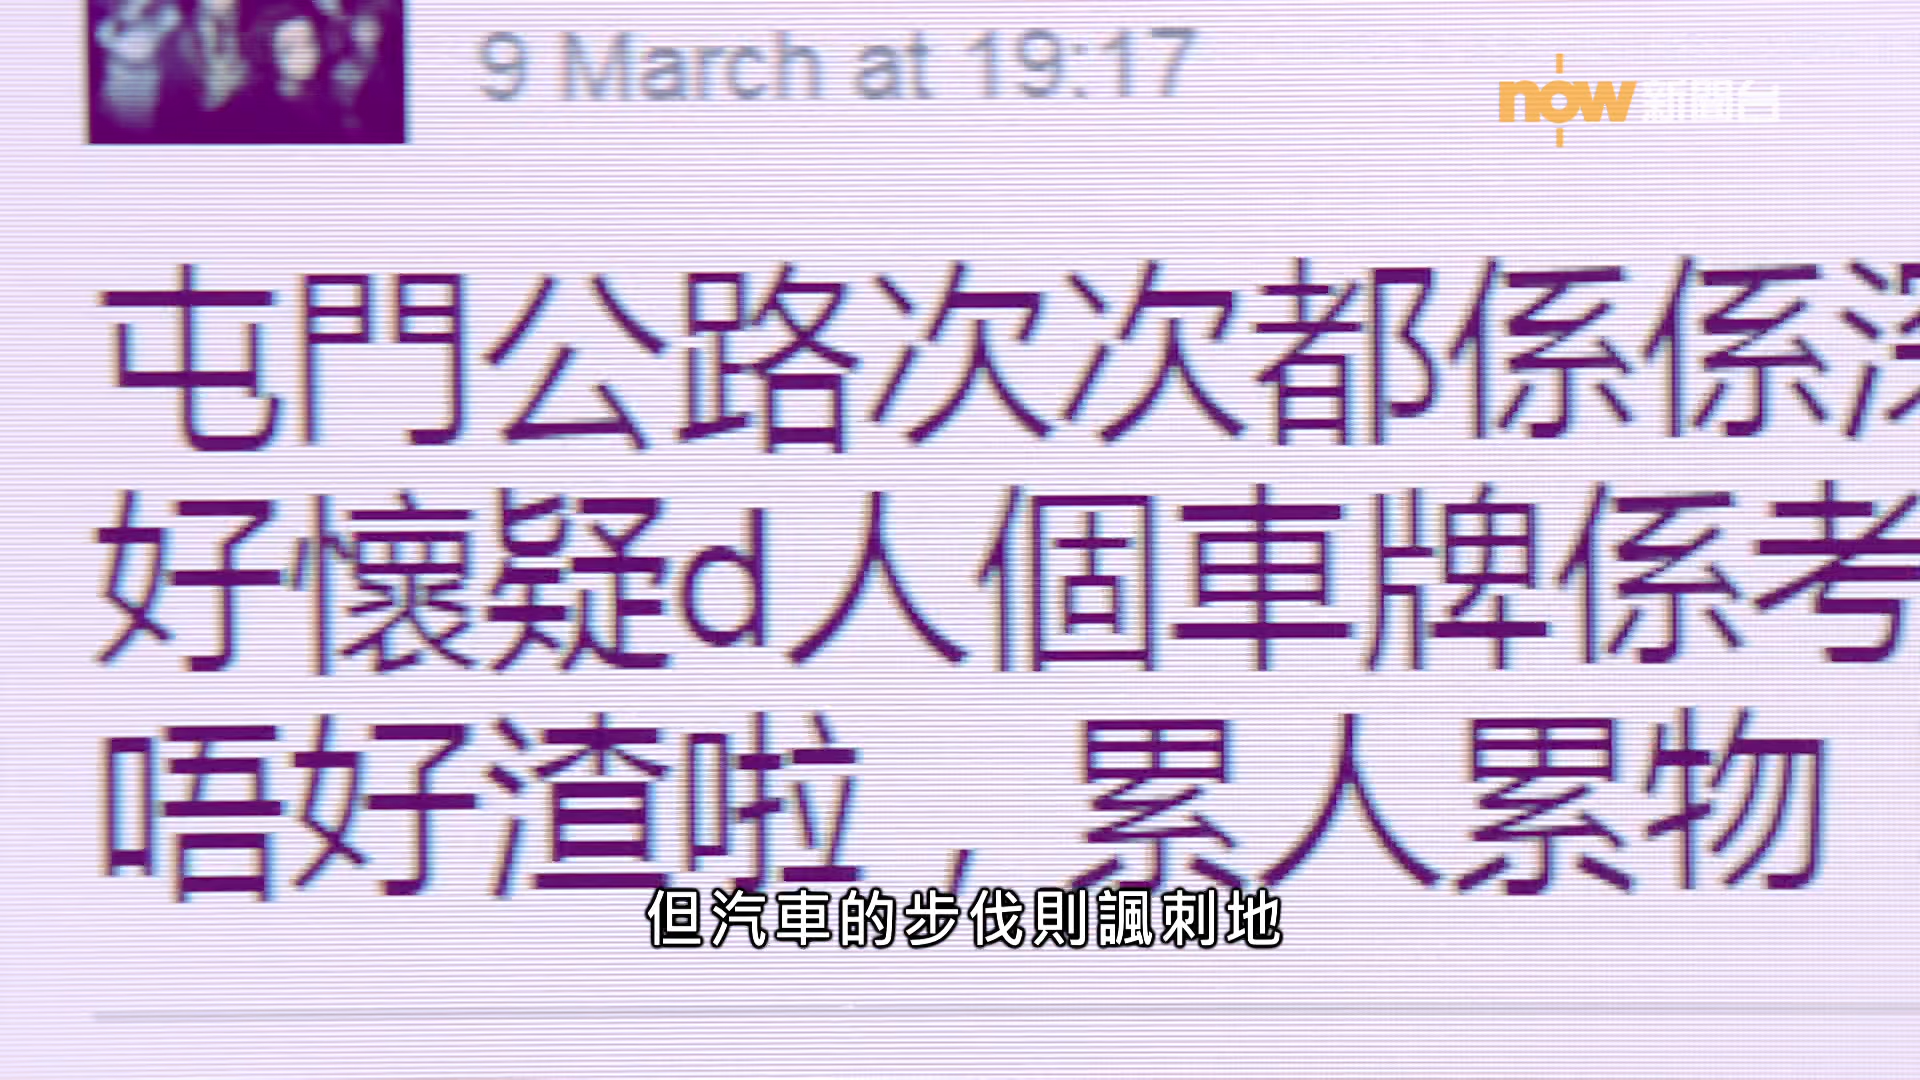 9 March at 19:17
now新聞台
屯門公路次次都係係深
好懷疑d人個車牌係考
唔好渣啦，累人累物
但汽車的步伐則諷刺地